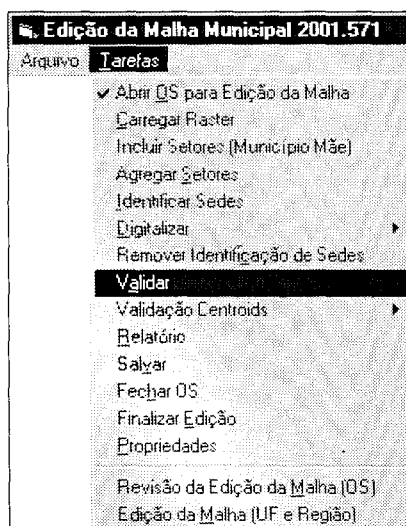 Edição da Malha Municipal 2001.571
Arquivo Tarefas
Abrir OS para Edição da Malha
Carregar Raster
Incluir Setores (Município Mãe)
Agregar Setores
Identificar Sedes
Digitalizar
Remover Identificação de Sedes
Validar
Validação Centroids
Relatório
Salvar
Fechar OS
Finalizar Edição
Propriedades
Revisão da Edição da Malha (OS)
Edição da Malha (UF e Região)